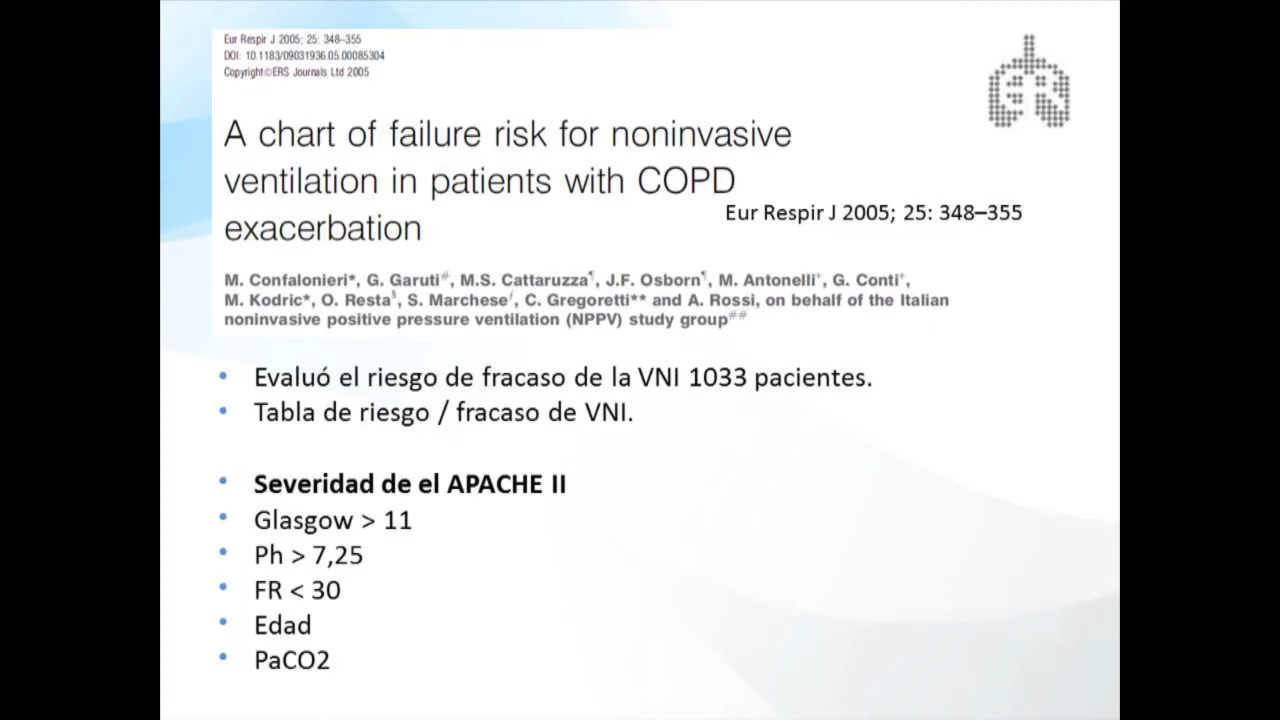 Eur Respir J 2005; 25: 348–355
DOI: 10.1183/09031936.05.00085304
Copyright©ERS Journals Ltd 2005
ERS
A chart of failure risk for noninvasive
ventilation in patients with COPD
exacerbation
Eur Respir J 2005; 25: 348–355
M. Confalonieri*, G. Garuti#, M.S. Cattaruzza¶, J.F. Osborn¶, M. Antonelli+, G. Conti+,
M. Kodric*, O. Resta§, S. Marchese/, C. Gregoretti** and A. Rossi, on behalf of the Italian
noninvasive positive pressure ventilation (NPPV) study group##
• Evaluó el riesgo de fracaso de la VNI 1033 pacientes.
• Tabla de riesgo / fracaso de VNI.
• Severidad de el APACHE II
• Glasgow > 11
• Ph > 7,25
• FR < 30
• Edad
• PaCO2